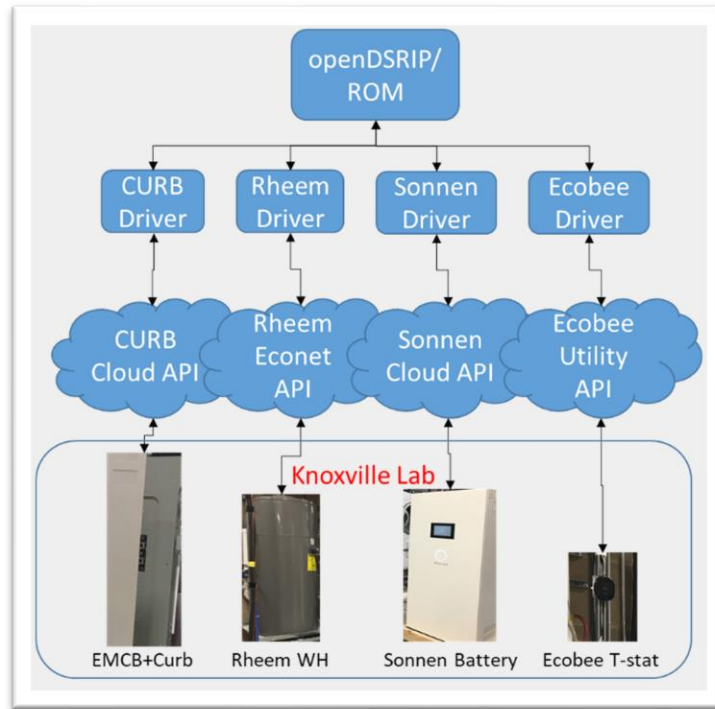 openDSRIP/
ROM
CURB
Driver
Rheem
Driver
Sonnen
Driver
Ecobee
Driver
CURB
Cloud API
Rheem
Econet
API
Sonnen
Cloud API
Ecobee
Utility
API
Knoxville Lab
EMCB+Curb
Rheem WH
Sonnen Battery
Ecobee T-stat